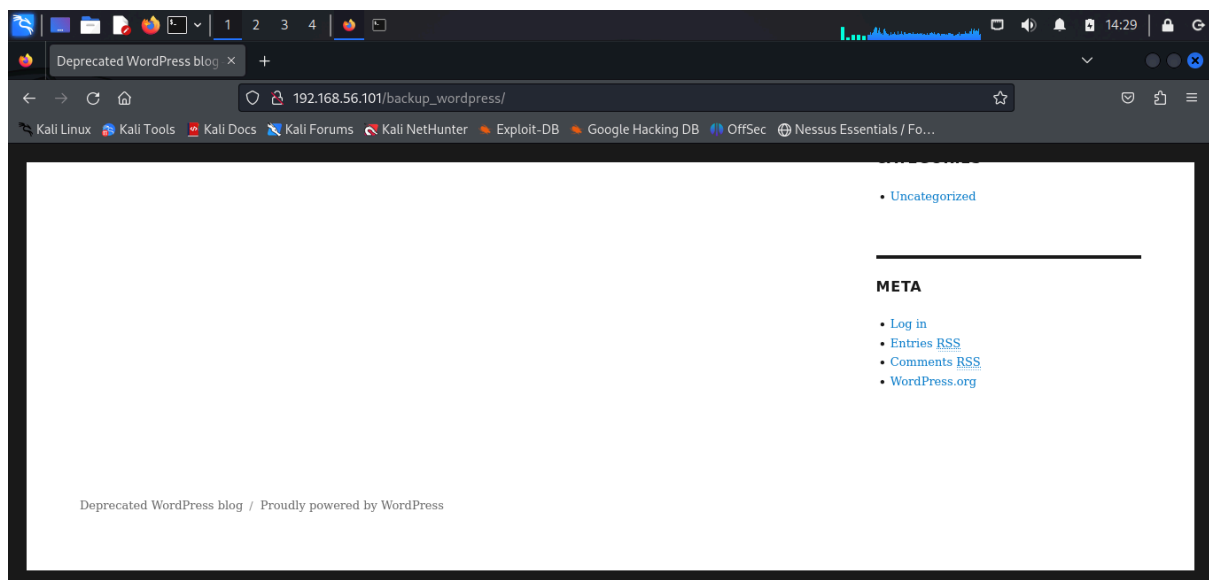 1 2 3 4 14:29
Deprecated WordPress blog
192.168.56.101/backup_wordpress/
Kali Linux Kali Tools Kali Docs Kali Forums Kali NetHunter Exploit-DB Google Hacking DB OffSec Nessus Essentials / Fo…
CATEGORIES
Uncategorized
META
Log in
Entries RSS
Comments RSS
WordPress.org
Deprecated WordPress blog / Proudly powered by WordPress